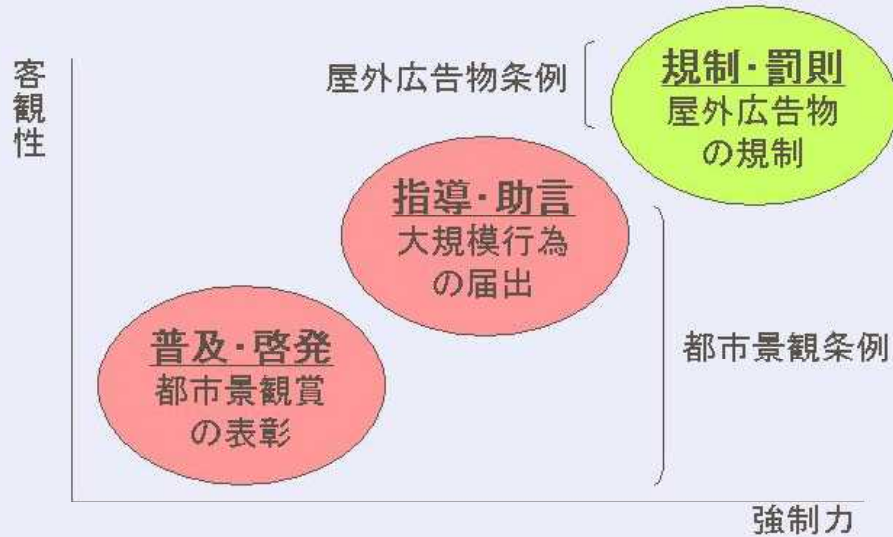 客観性
屋外広告物条例
規制・罰則
屋外広告物
の規制
指導・助言
大規模行為
の届出
普及・啓発
都市景観賞
の表彰
都市景観条例
強制力